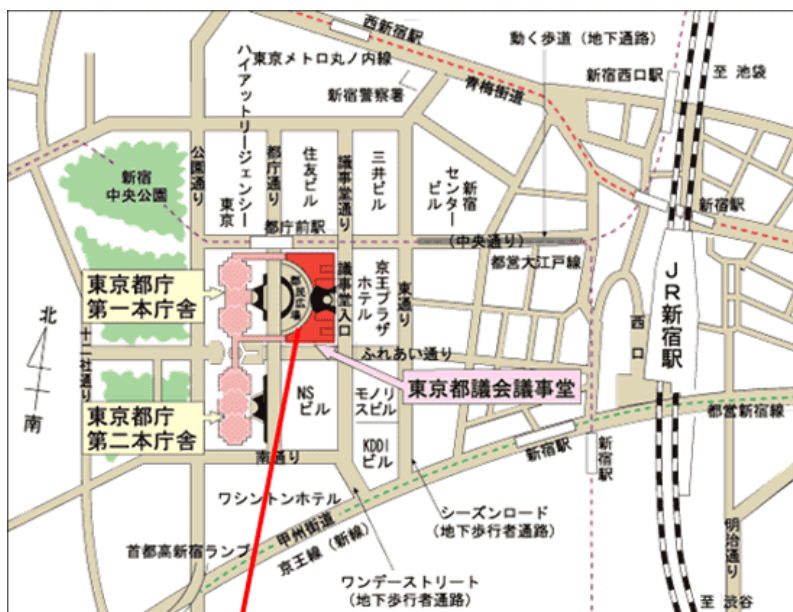 西新宿駅
東京メトロ丸ノ内線
新宿警察署
青梅街道
動く歩道（地下通路）
新宿西口駅
至 池袋
新宿
中央公園
公園通り
ハイアットリージェンシー
東京
都庁通り
住友ビル
議事堂通り
三井ビル
新宿
センター
ビル
新宿駅
都庁前駅
（中央通り）
都営大江戸線
東京都庁
第一本庁舎
都民広場
議事堂入口
京王プラザ
ホテル
東通り
西口
JR新宿駅
北
南
十二社通り
ふれあい通り
東京都議会議事堂
東京都庁
第二本庁舎
NS
ビル
モノリ
スビル
KDDI
ビル
都営新宿線
新宿駅
新宿駅
南通り
ワシントンホテル
甲州街道
京王線（新線）
シーズンロード
（地下歩行者通路）
首都高新宿ランプ
ワンデーストリート
（地下歩行者通路）
明治通り
至 渋谷